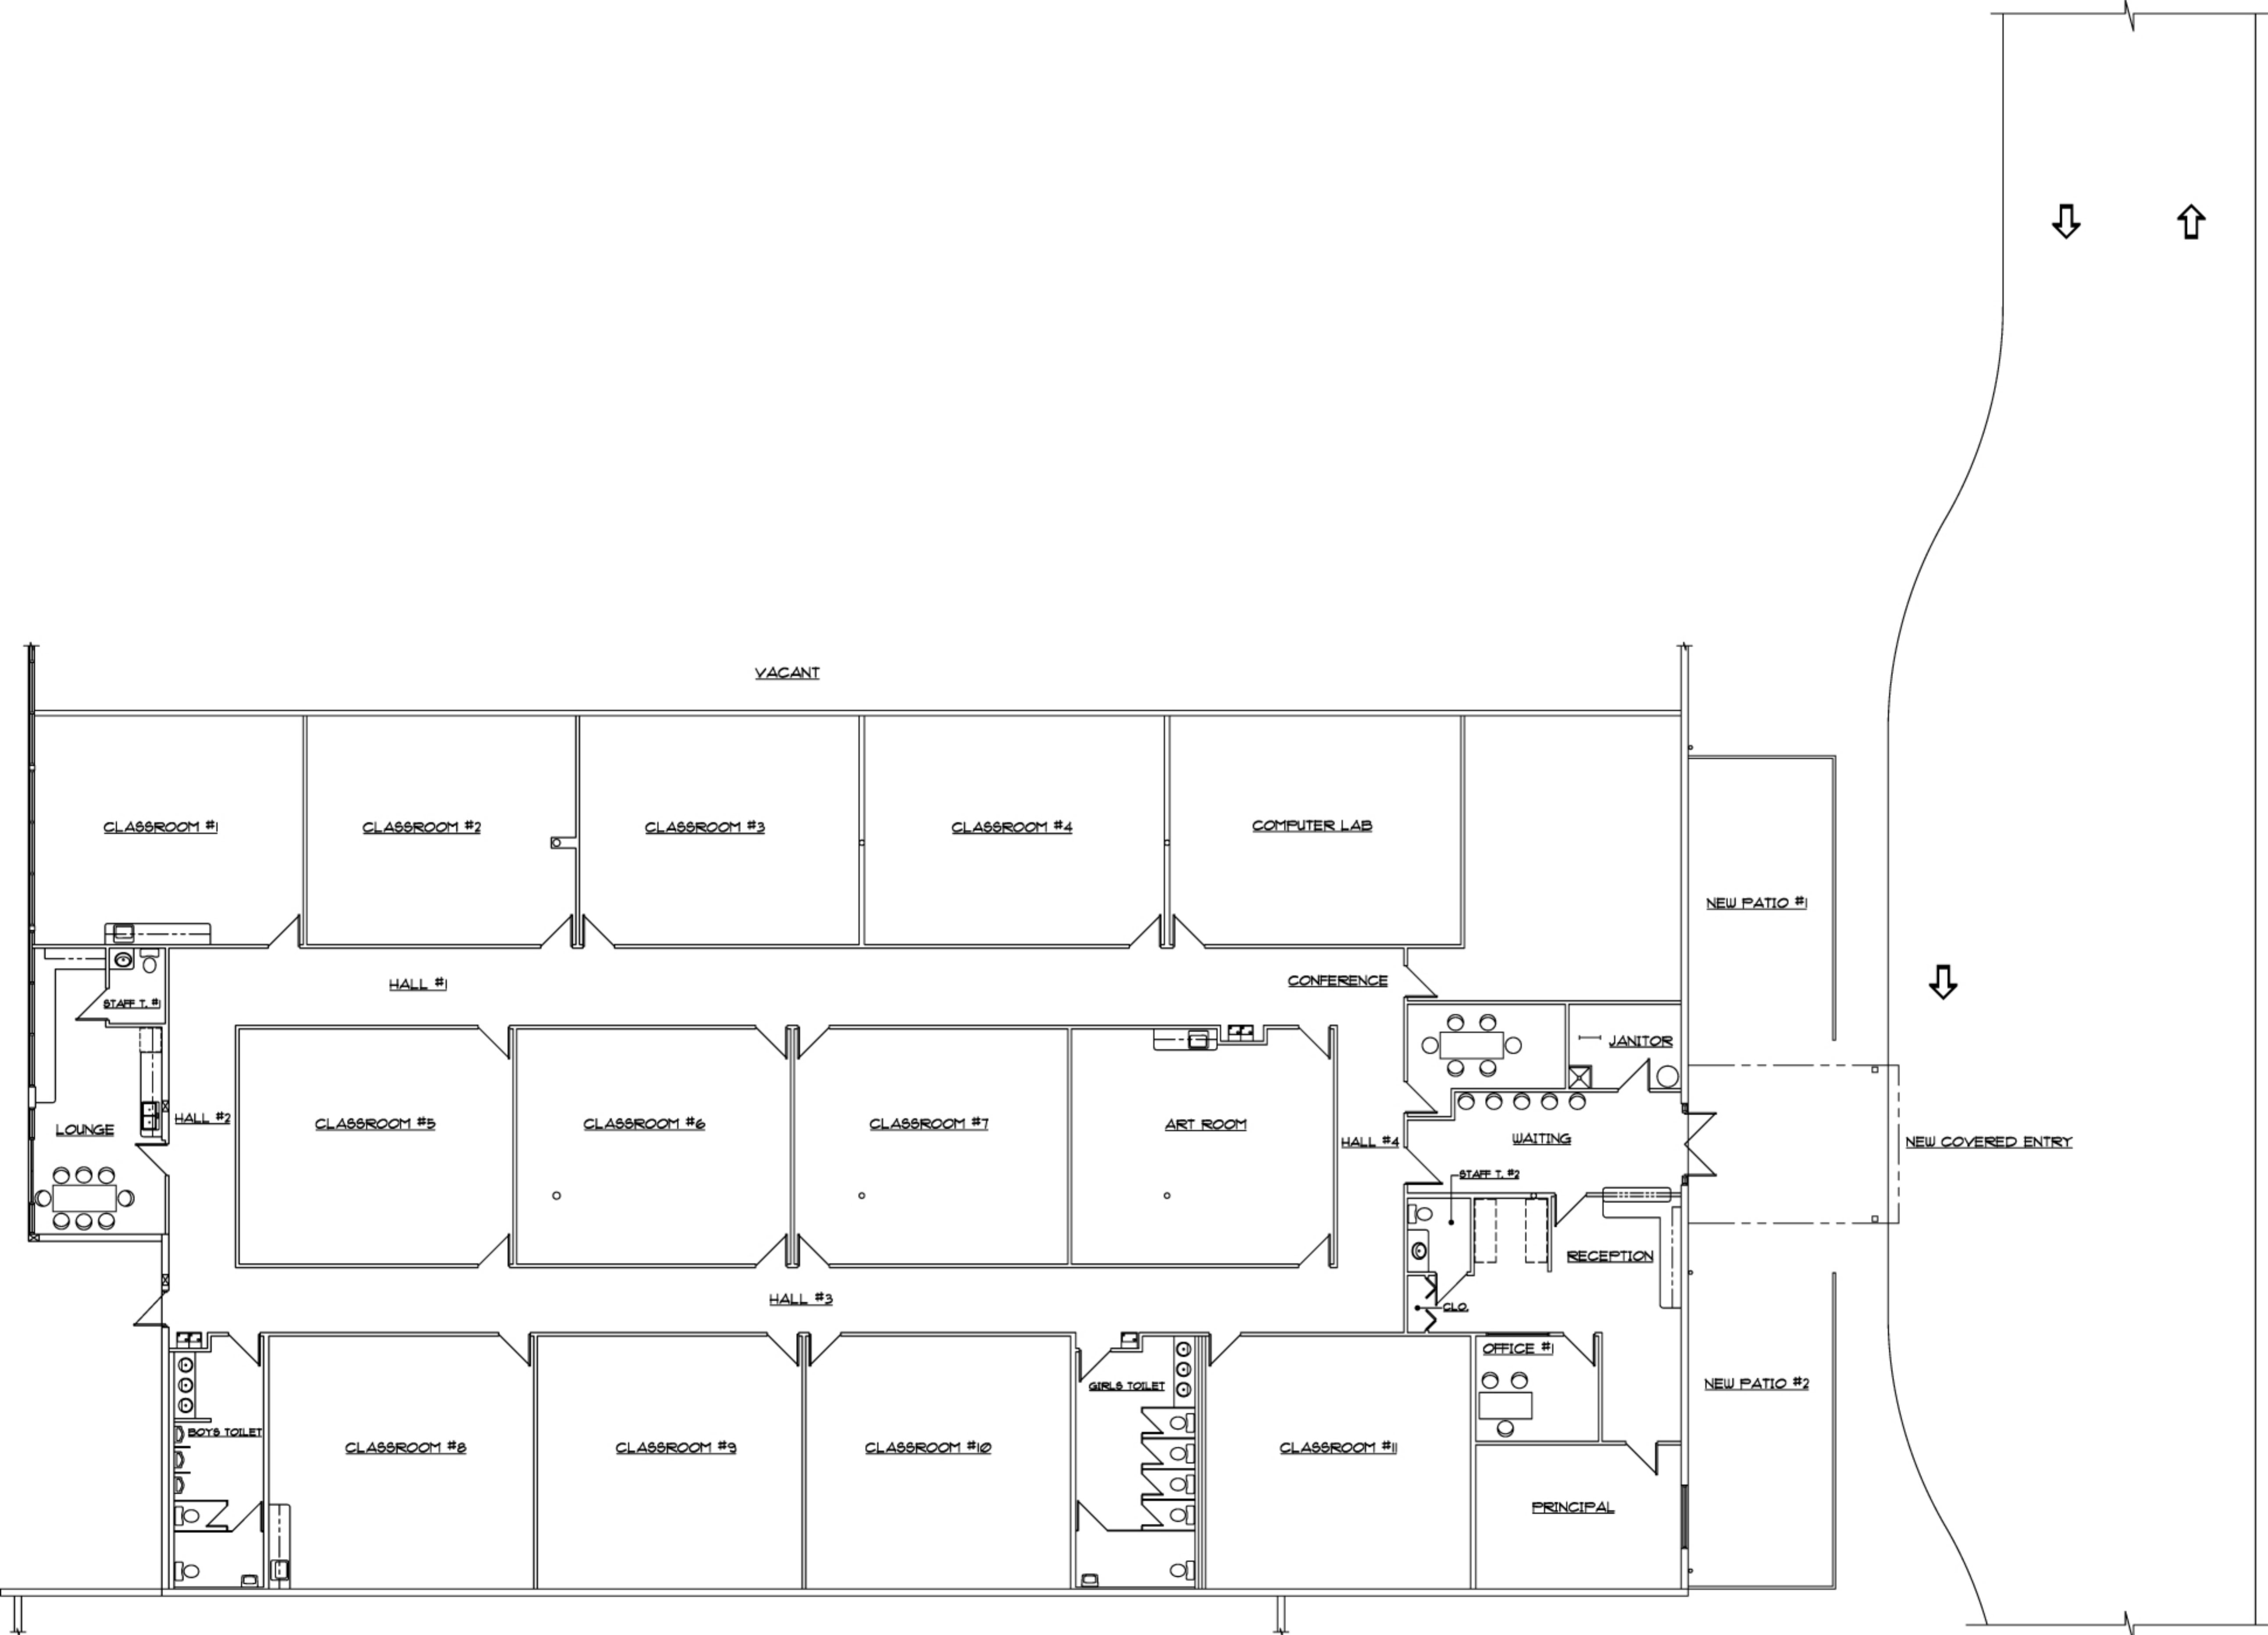 VACANT
CLASSROOM #1
CLASSROOM #2
CLASSROOM #3
CLASSROOM #4
COMPUTER LAB
NEW PATIO #1
HALL #1
CONFERENCE
STAFF T. #1
JANITOR
LOUNGE
HALL #2
CLASSROOM #5
CLASSROOM #6
CLASSROOM #7
ART ROOM
HALL #4
WAITING
NEW COVERED ENTRY
STAFF T. #2
RECEPTION
HALL #3
CLO.
OFFICE #1
GIRLS TOILET
NEW PATIO #2
BOYS TOILET
CLASSROOM #8
CLASSROOM #9
CLASSROOM #10
CLASSROOM #11
PRINCIPAL